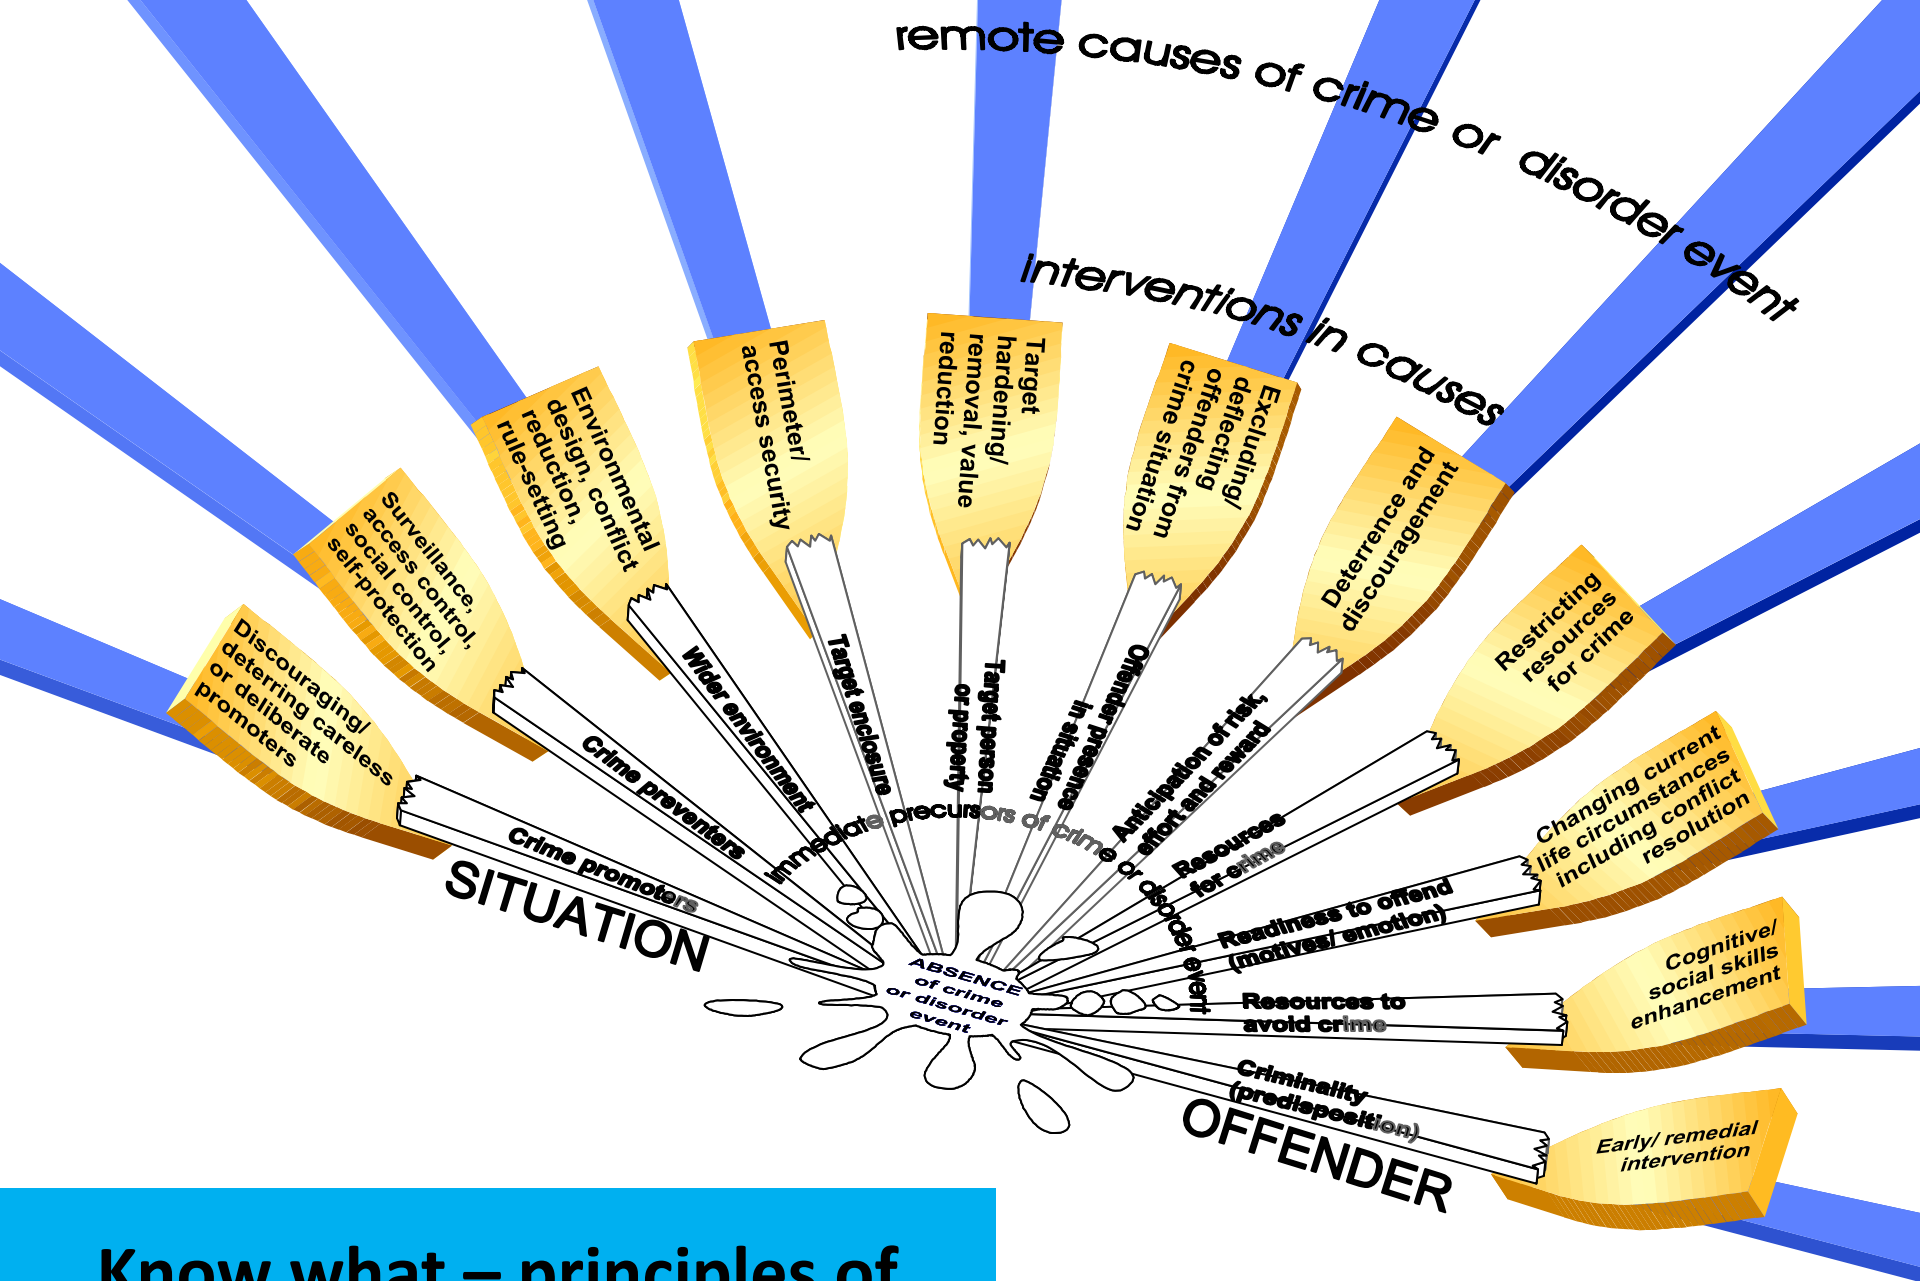 remote causes of crime or disorder event
interventions in causes
Discouraging/
deterring careless
or deliberate
promoters
Surveillance,
access control,
social control,
self-protection
Environmental
design, conflict
reduction,
rule-setting
Perimeter/
access security
Target
hardening/
removal, value
reduction
Excluding/
deflecting
offenders from
crime situation
Deterrence and
discouragement
Restricting
resources
for crime
Changing current
life circumstances
including conflict
resolution
Cognitive/
social skills
enhancement
Early/ remedial
intervention
Crime promoters
Crime preventers
Wider environment
Target enclosure
Target person
or property
Offender presence
in situation
Anticipation of risk,
effort and reward
Resources
for crime
Readiness to offend
(motives/ emotion)
Resources to
avoid crime
Criminality
(predisposition)
immediate precursors of crime or disorder event
ABSENCE
of crime
or disorder
event
SITUATION
OFFENDER
Know what – principles of